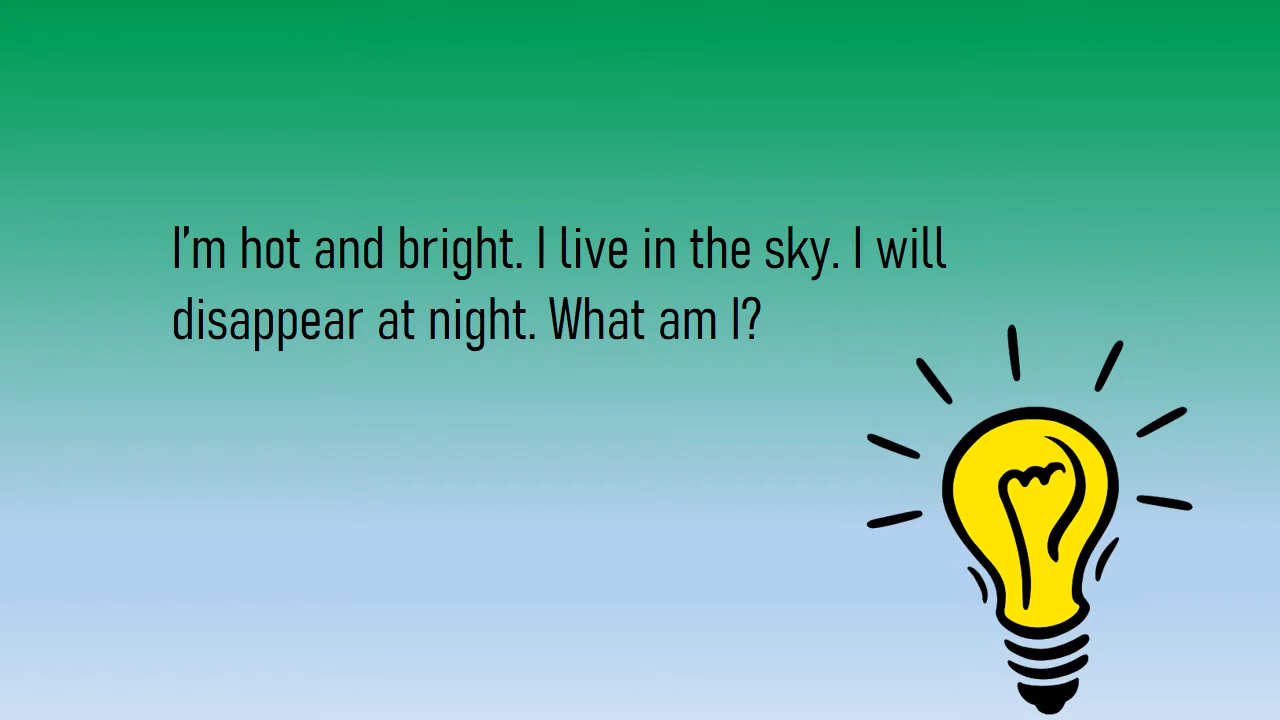 I'm hot and bright. I live in the sky. I will
disappear at night. What am I?